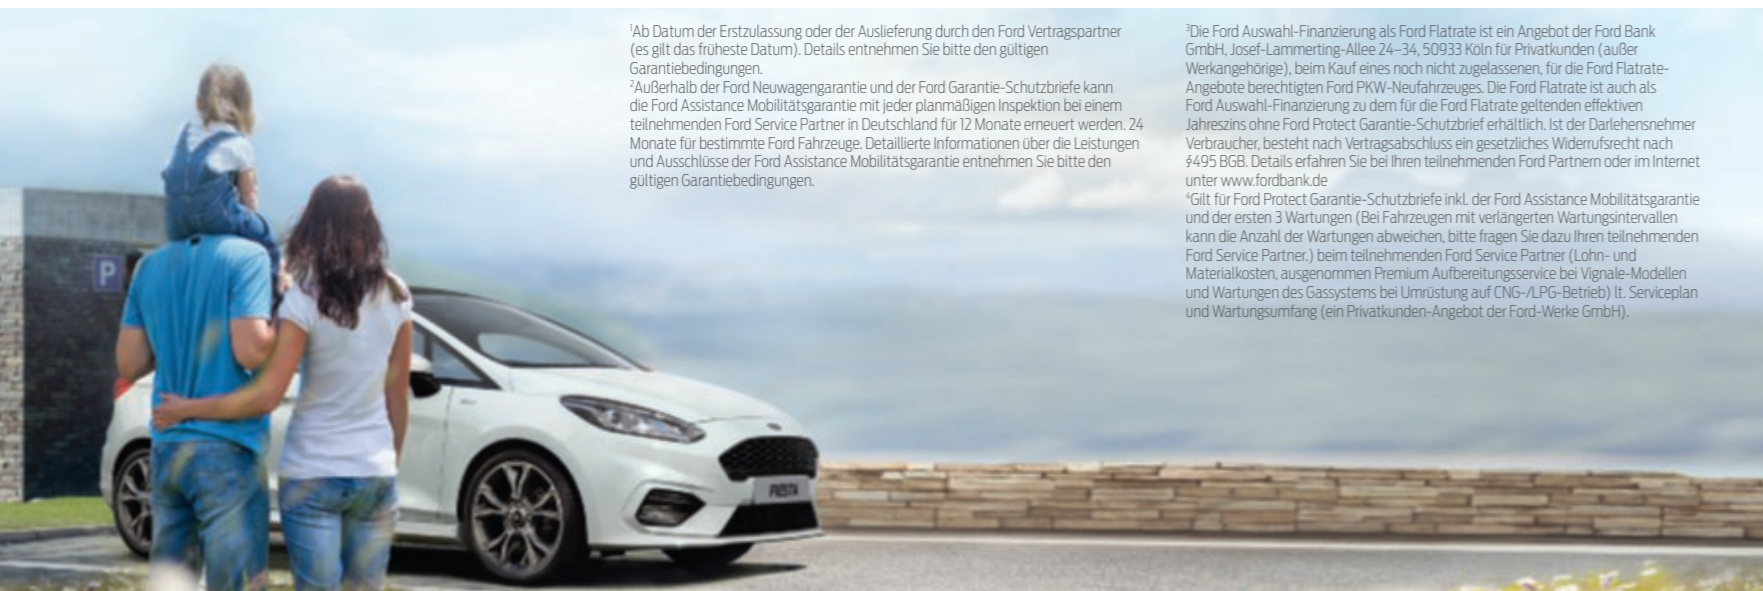 ¹Ab Datum der Erstzulassung oder der Auslieferung durch den Ford Vertragspartner
(es gilt das früheste Datum). Details entnehmen Sie bitte den gültigen
Garantiebedingungen.
²Außerhalb der Ford Neuwagengarantie und der Ford Garantie-Schutzbriefe kann
die Ford Assistance Mobilitätsgarantie mit jeder planmäßigen Inspektion bei einem
teilnehmenden Ford Service Partner in Deutschland für 12 Monate erneuert werden. 24
Monate für bestimmte Ford Fahrzeuge. Detaillierte Informationen über die Leistungen
und Ausschlüsse der Ford Assistance Mobilitätsgarantie entnehmen Sie bitte den
gültigen Garantiebedingungen.
³Die Ford Auswahl-Finanzierung als Ford Flatrate ist ein Angebot der Ford Bank
GmbH, Josef-Lammerting-Allee 24–34, 50933 Köln für Privatkunden (außer
Werkangehörige), beim Kauf eines noch nicht zugelassenen, für die Ford Flatrate-
Angebote berechtigten Ford PKW-Neufahrzeuges. Die Ford Flatrate ist auch als
Ford Auswahl-Finanzierung zu dem für die Ford Flatrate geltenden effektiven
Jahreszins ohne Ford Protect Garantie-Schutzbrief erhältlich. Ist der Darlehensnehmer
Verbraucher, besteht nach Vertragsabschluss ein gesetzliches Widerrufsrecht nach
§495 BGB. Details erfahren Sie bei Ihren teilnehmenden Ford Partnern oder im Internet
unter www.fordbank.de
⁴Gilt für Ford Protect Garantie-Schutzbriefe inkl. der Ford Assistance Mobilitätsgarantie
und der ersten 3 Wartungen (Bei Fahrzeugen mit verlängerten Wartungsintervallen
kann die Anzahl der Wartungen abweichen, bitte fragen Sie dazu Ihren teilnehmenden
Ford Service Partner.) beim teilnehmenden Ford Service Partner (Lohn- und
Materialkosten, ausgenommen Premium Aufbereitungsservice bei Vignale-Modellen
und Wartungen des Gassystems bei Umrüstung auf CNG-/LPG-Betrieb) lt. Serviceplan
und Wartungsumfang (ein Privatkunden-Angebot der Ford-Werke GmbH).
P
FIESTA